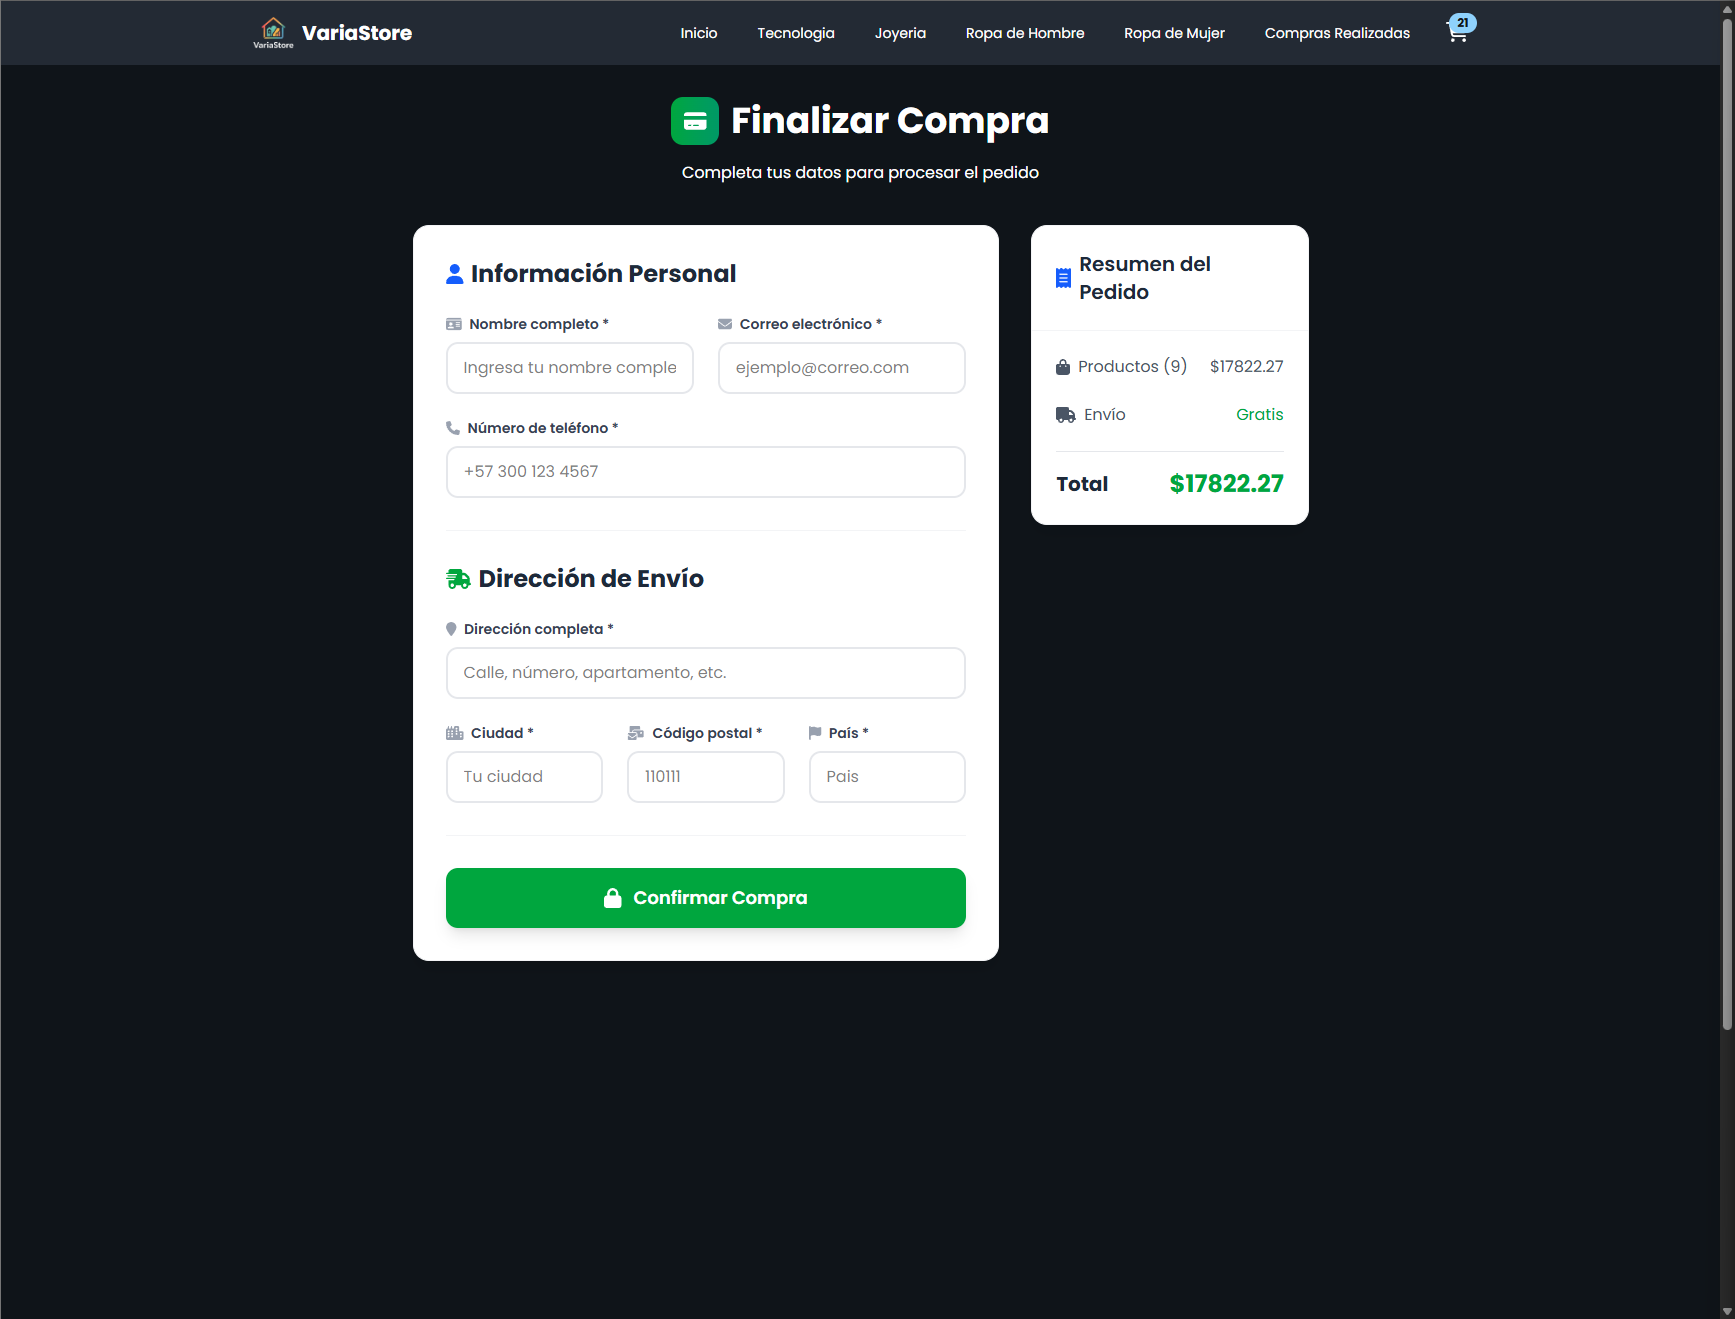 VariaStore
VariaStore
Inicio
Tecnologia
Joyeria
Ropa de Hombre
Ropa de Mujer
Compras Realizadas
21
Finalizar Compra
Completa tus datos para procesar el pedido
Información Personal
Nombre completo *
Correo electrónico *
Ingresa tu nombre comple
ejemplo@correo.com
Número de teléfono *
+57 300 123 4567
Dirección de Envío
Dirección completa *
Calle, número, apartamento, etc.
Ciudad *
Código postal *
País *
Tu ciudad
110111
Pais
Confirmar Compra
Resumen del
Pedido
Productos (9) $17822.27
Envío Gratis
Total $17822.27